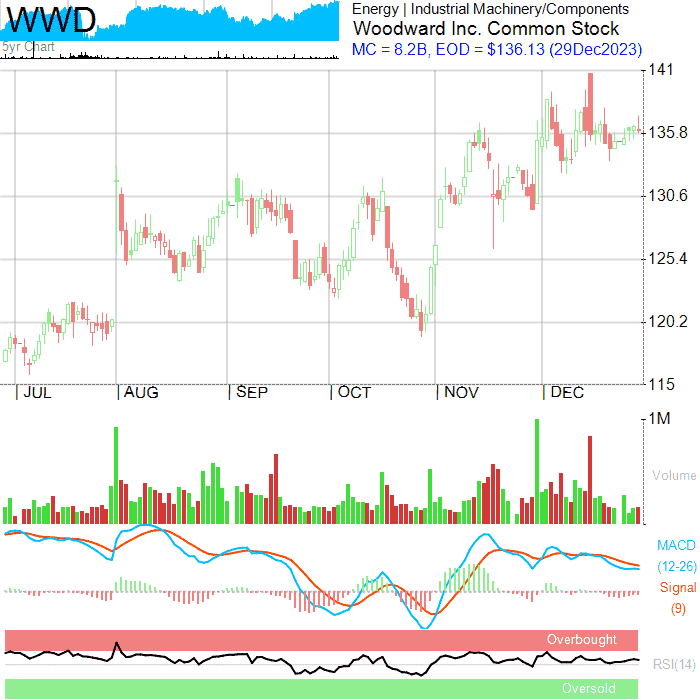 WWD
5yr Chart
Energy | Industrial Machinery/Components
Woodward Inc. Common Stock
MC = 8.2B, EOD = $136.13 (29Dec2023)
141
135.8
130.6
125.4
120.2
115
| JUL | AUG | SEP | OCT | NOV | DEC
1M
Volume
MACD
(12-26)
Signal
(9)
Overbought
RSI(14)
Oversold